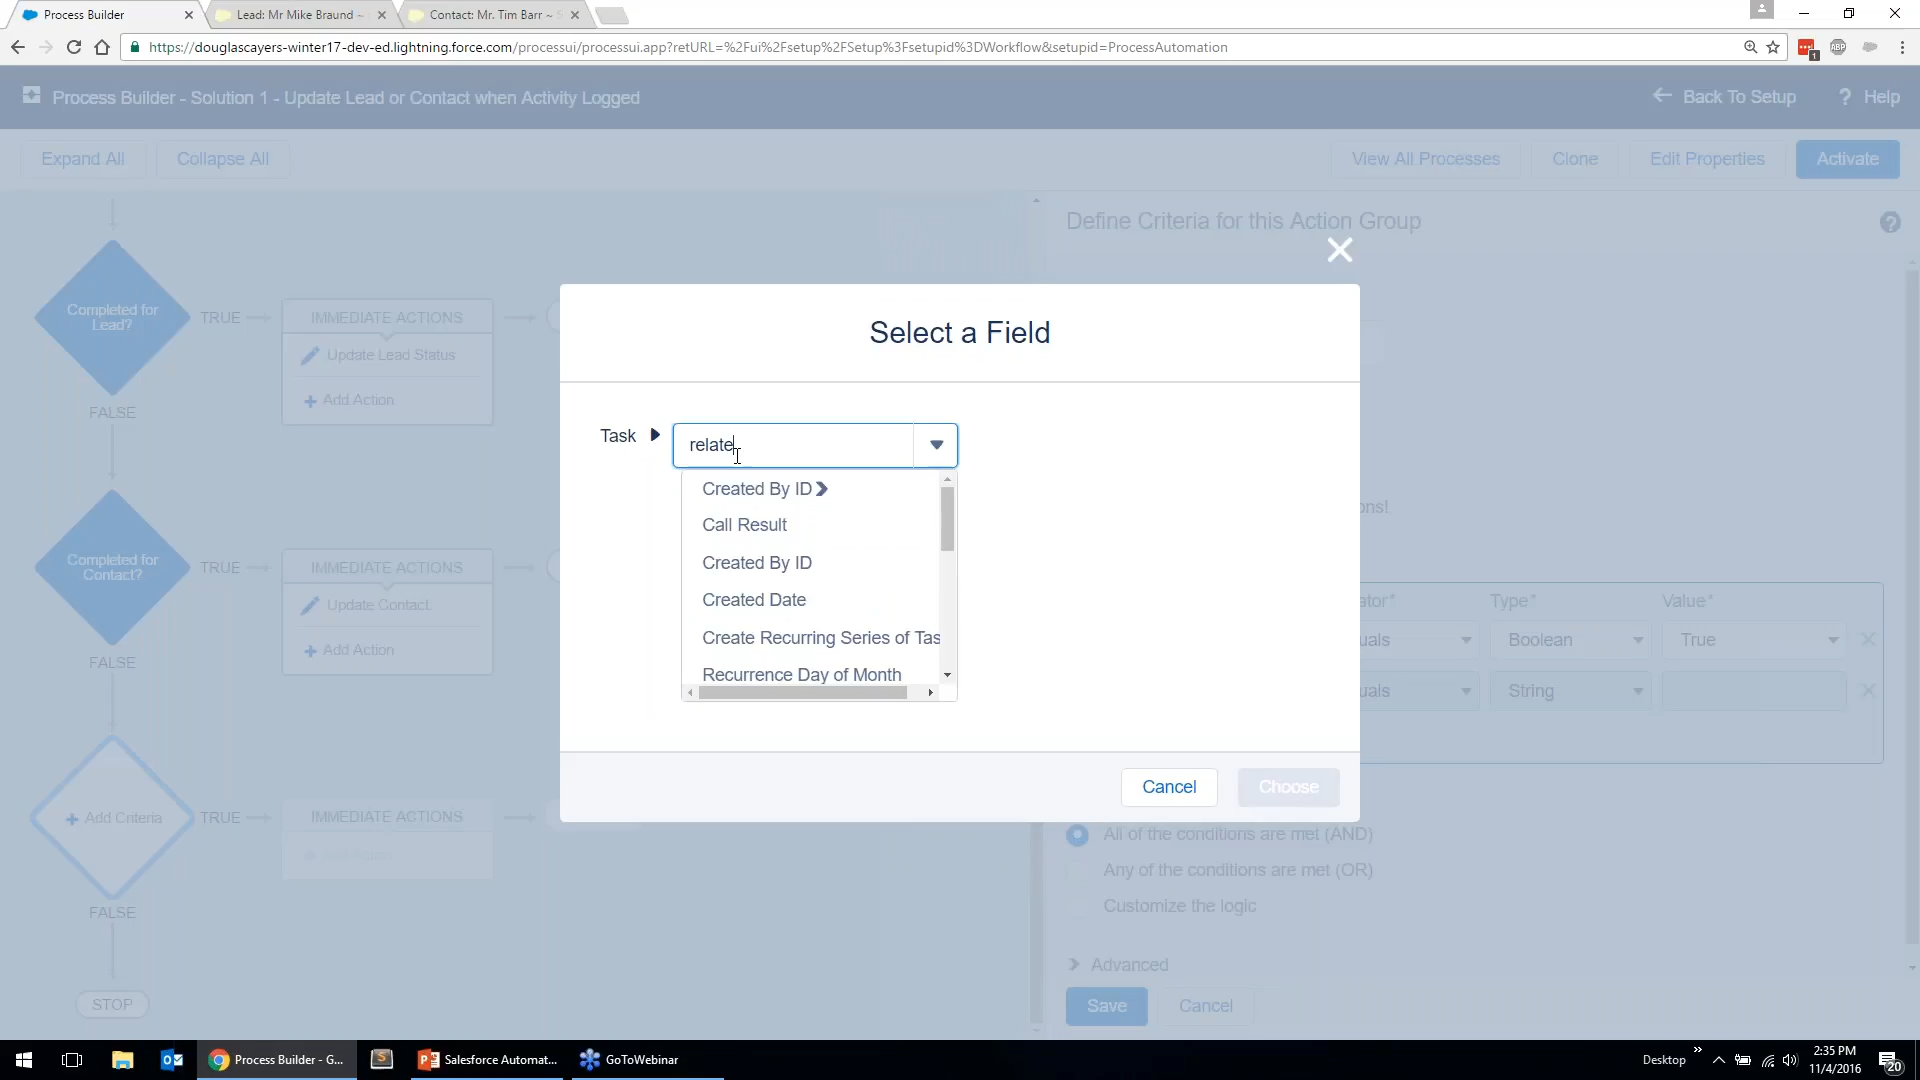 Process Builder
Lead: Mr Mike Braund ~
Contact: Mr. Tim Barr ~ S
https://douglascayers-winter17-dev-ed.lightning.force.com/processui/processui.app?retURL=%2Fui%2Fsetup%2FSetup%3Fsetupid%3DWorkflow&setupid=ProcessAutomation
ABP
1
Process Builder - Solution 1 - Update Lead or Contact when Activity Logged
Back To Setup
? Help
Expand All
Collapse All
View All Processes
Clone
Edit Properties
Activate
Define Criteria for this Action Group
?
Completed for
Lead?
TRUE
IMMEDIATE ACTIONS
Update Lead Status
+ Add Action
FALSE
Select a Field
Task
relate
Created By ID
Call Result
Created By ID
Created Date
Create Recurring Series of Tas
Recurrence Day of Month
Cancel
Choose
ons!
ator*
Type*
Value*
uals
Boolean
True
uals
String
Completed for
Contact?
TRUE
IMMEDIATE ACTIONS
Update Contact
+ Add Action
FALSE
+ Add Criteria
TRUE
IMMEDIATE ACTIONS
FALSE
STOP
All of the conditions are met (AND)
Any of the conditions are met (OR)
Customize the logic
Advanced
Save
Cancel
Process Builder - G...
Salesforce Automat...
GoToWebinar
Desktop
2:35 PM
11/4/2016
20